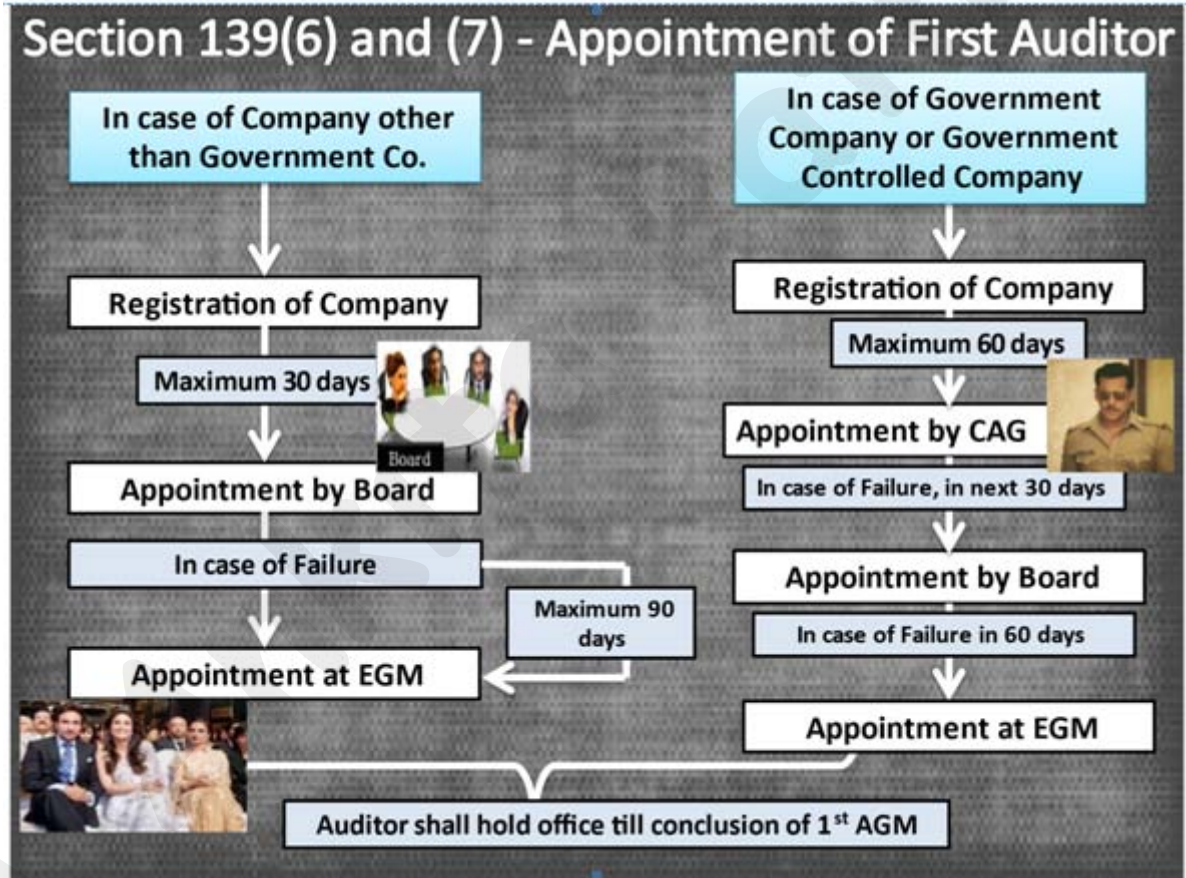 Section 139(6) and (7) - Appointment of First Auditor
In case of Company other
than Government Co.
Registration of Company
Maximum 30 days
Board
Appointment by Board
In case of Failure
Maximum 90
days
Appointment at EGM
In case of Government
Company or Government
Controlled Company
Registration of Company
Maximum 60 days
Appointment by CAG
In case of Failure, in next 30 days
Appointment by Board
In case of Failure in 60 days
Appointment at EGM
Auditor shall hold office till conclusion of 1st AGM